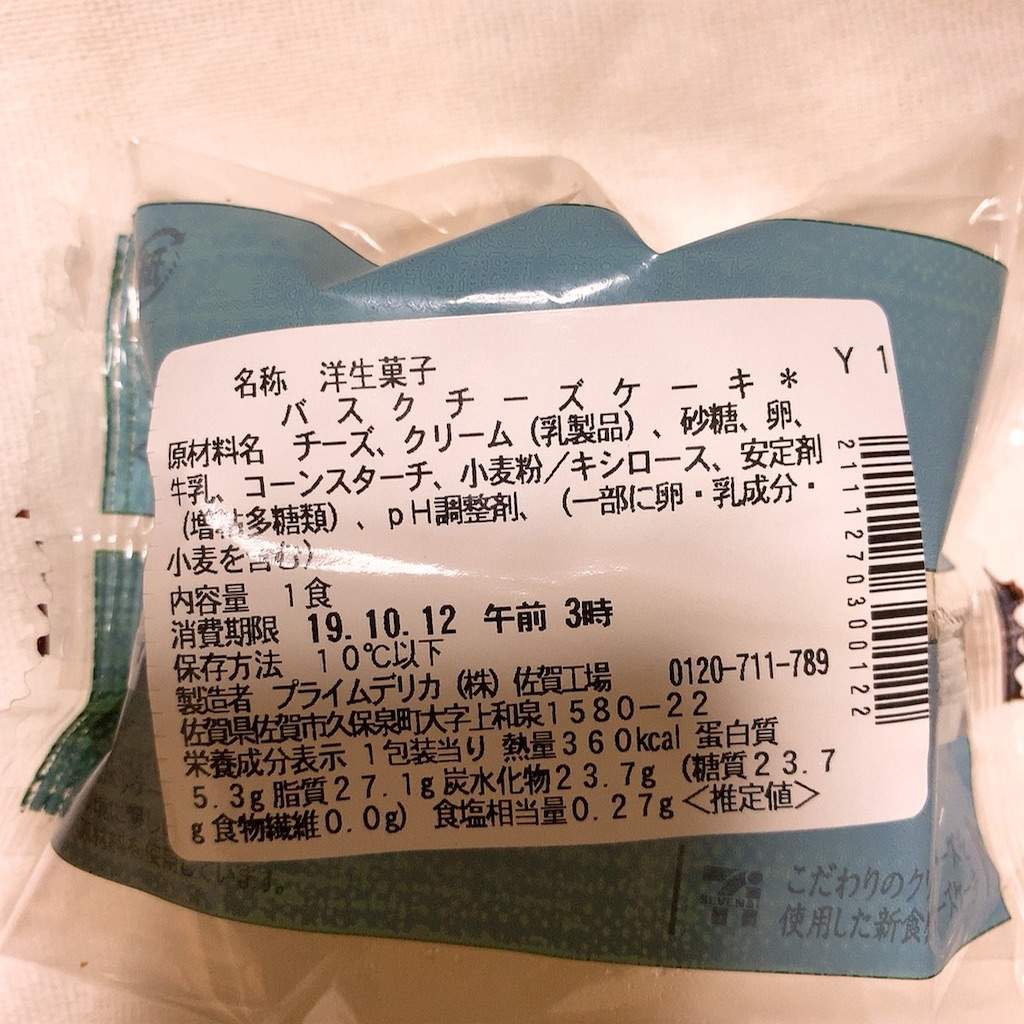 Y1
名称 洋生菓子
バスクチーズケーキ*
原材料名 チーズ、クリーム(乳製品)、砂糖、卵、
牛乳、コーンスターチ、小麦粉/キシロース、安定剤
(増粘多糖類)、pH調整剤、(一部に卵・乳成分・
小麦を含む)
内容量 1食
消費期限 19.10.12 午前 3時
保存方法 10℃以下
製造者 プライムデリカ(株)佐賀工場 0120-711-789
佐賀県佐賀市久保泉町大字上和泉1580-22
栄養成分表示 1包装当り 熱量360kcal 蛋白質
5.3g 脂質27.1g 炭水化物23.7g (糖質23.7
g 食物繊維0.0g) 食塩相当量0.27g <推定値>
2111270300122
こだわりのク
使用した新食